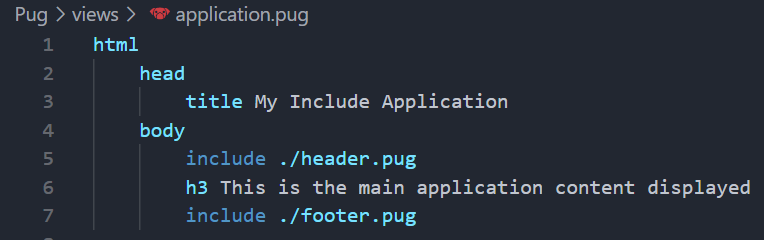 Pug > views > application.pug
1 html
2 head
3 title My Include Application
4 body
5 include ./header.pug
6 h3 This is the main application content displayed
7 include ./footer.pug